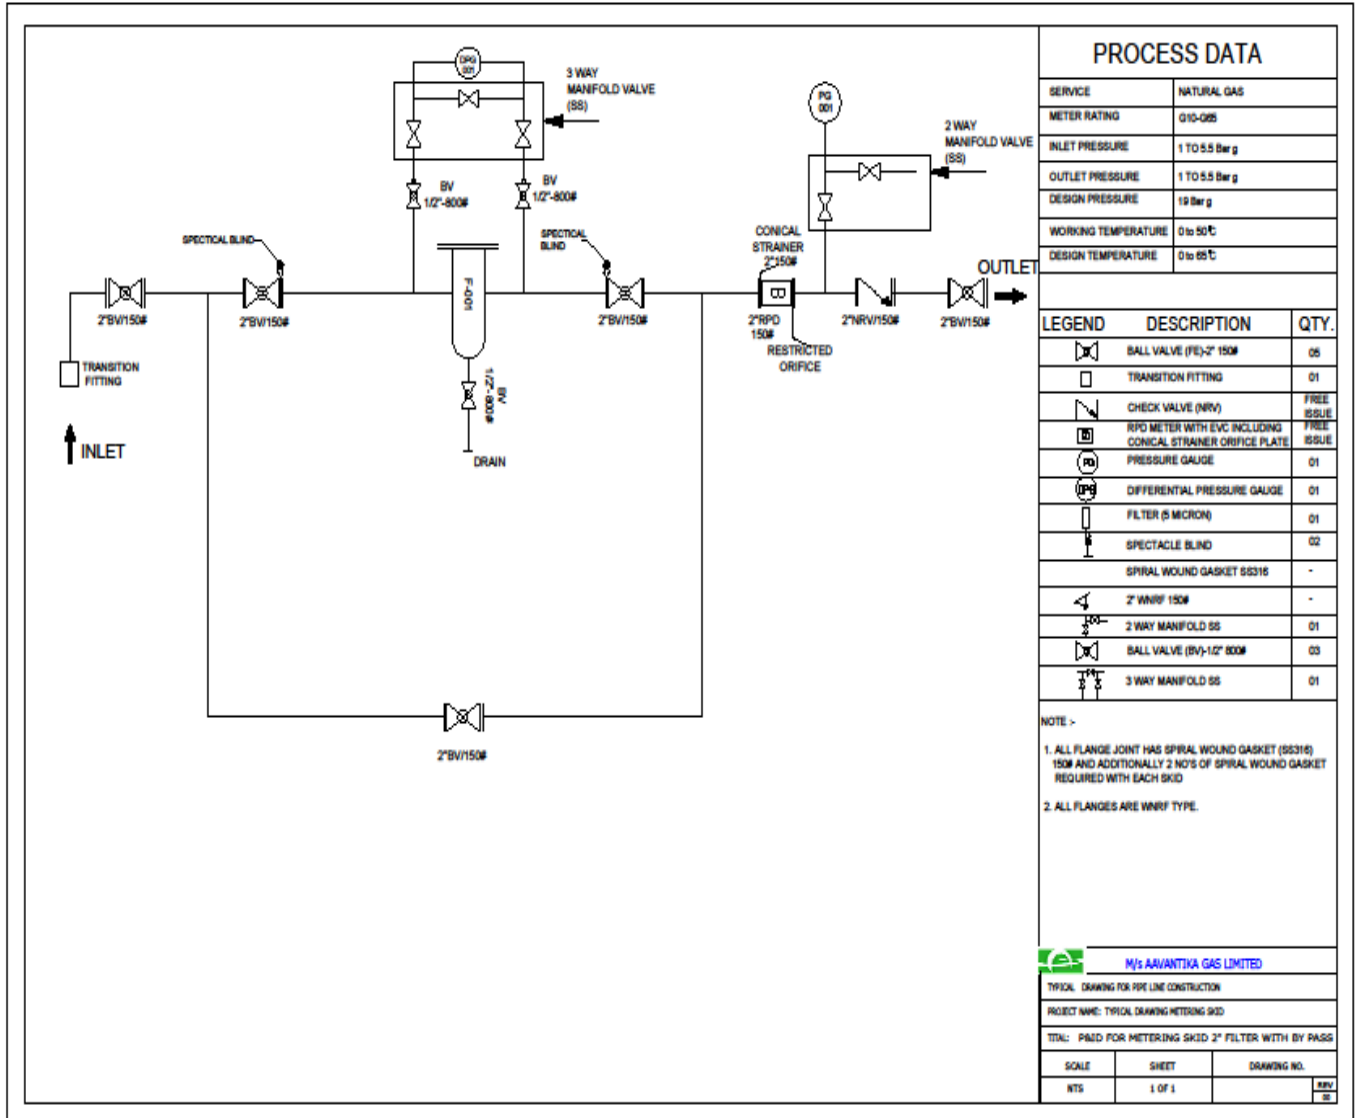 DPG
001
3 WAY
MANIFOLD VALVE
(SS)
BV
1/2"-800#
BV
1/2"-800#
PG
001
2 WAY
MANIFOLD VALVE
(SS)
SPECTICAL BLIND
SPECTICAL
BLIND
CONICAL
STRAINER
2"150#
OUTLET
F-001
2"BV/150#
2"BV/150#
2"BV/150#
2"RPD
150#
2"NRV/150#
2"BV/150#
RESTRICTED
ORIFICE
TRANSITION
FITTING
BV
1/2"-800#
INLET
DRAIN
2"BV/150#
PROCESS DATA
SERVICE NATURAL GAS
METER RATING G10-G65
INLET PRESSURE 1 TO 5.5 Bar g
OUTLET PRESSURE 1 TO 5.5 Bar g
DESIGN PRESSURE 19 Bar g
WORKING TEMPERATURE 0 to 50℃
DESIGN TEMPERATURE 0 to 65℃
LEGEND DESCRIPTION QTY.
BALL VALVE (FE)-2" 150# 05
TRANSITION FITTING 01
CHECK VALVE (NRV) FREE ISSUE
RPD METER WITH EVC INCLUDING FREE
CONICAL STRAINER ORIFICE PLATE ISSUE
PG PRESSURE GAUGE 01
DPG DIFFERENTIAL PRESSURE GAUGE 01
FILTER (5 MICRON) 01
SPECTACLE BLIND 02
SPIRAL WOUND GASKET SS316 -
2" WNRF 150# -
2 WAY MANIFOLD SS 01
BALL VALVE (BV)-1/2" 800# 03
3 WAY MANIFOLD SS 01
NOTE :-
1. ALL FLANGE JOINT HAS SPIRAL WOUND GASKET (SS316)
150# AND ADDITIONALLY 2 NO'S OF SPIRAL WOUND GASKET
REQUIRED WITH EACH SKID
2. ALL FLANGES ARE WNRF TYPE.
M/s AAVANTIKA GAS LIMITED
TYPICAL DRAWING FOR PIPE LINE CONSTRUCTION
PROJECT NAME: TYPICAL DRAWING METERING SKID
TITAL: P&ID FOR METERING SKID 2" FILTER WITH BY PASS
SCALE SHEET DRAWING NO.
NTS 1 OF 1 REV
00